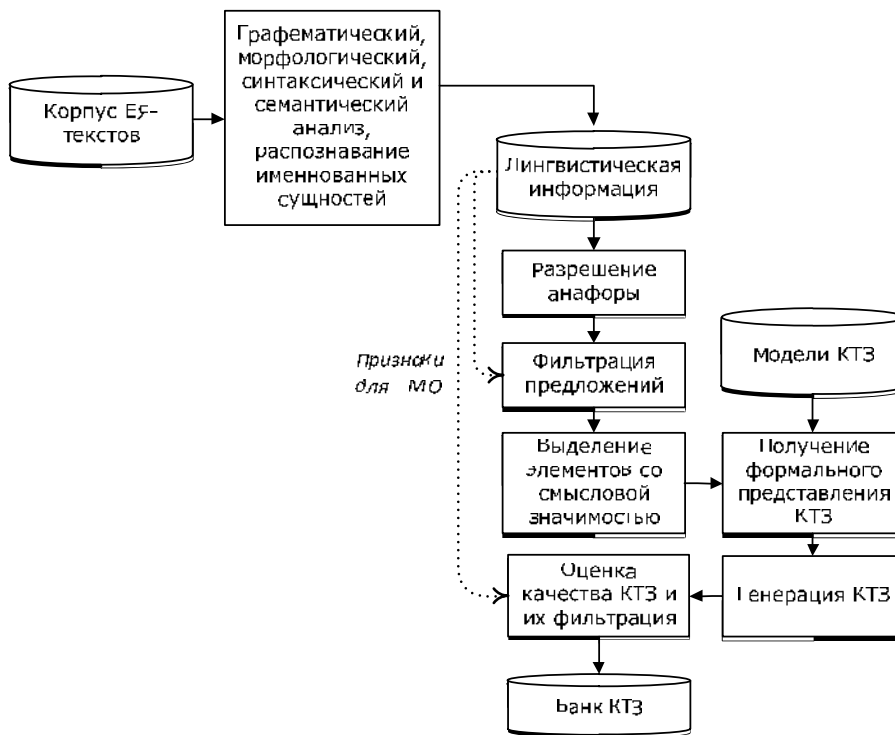 Корпус ЕЯ-
текстов
Графематический,
морфологический,
синтаксический и
семантический
анализ,
распознавание
именнованных
сущностей
Лингвистическая
информация
Разрешение
анафоры
Признаки
для МО
Фильтрация
предложений
Модели КТЗ
Выделение
элементов со
смысловой
значимостью
Получение
формального
представления
КТЗ
Оценка
качества КТЗ и
их фильтрация
Генерация КТЗ
Банк КТЗ